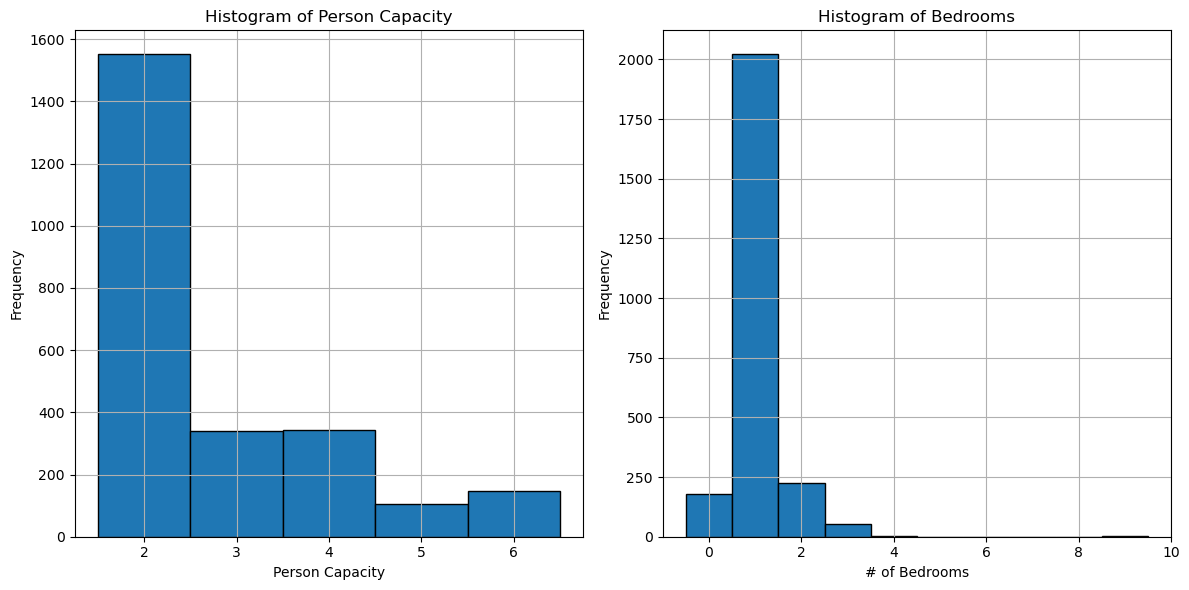 Histogram of Person Capacity
1600
1400
1200
1000
800
600
400
200
0
Frequency
2 3 4 5 6
Person Capacity
Histogram of Bedrooms
2000
1750
1500
1250
1000
750
500
250
0
Frequency
0 2 4 6 8 10
# of Bedrooms